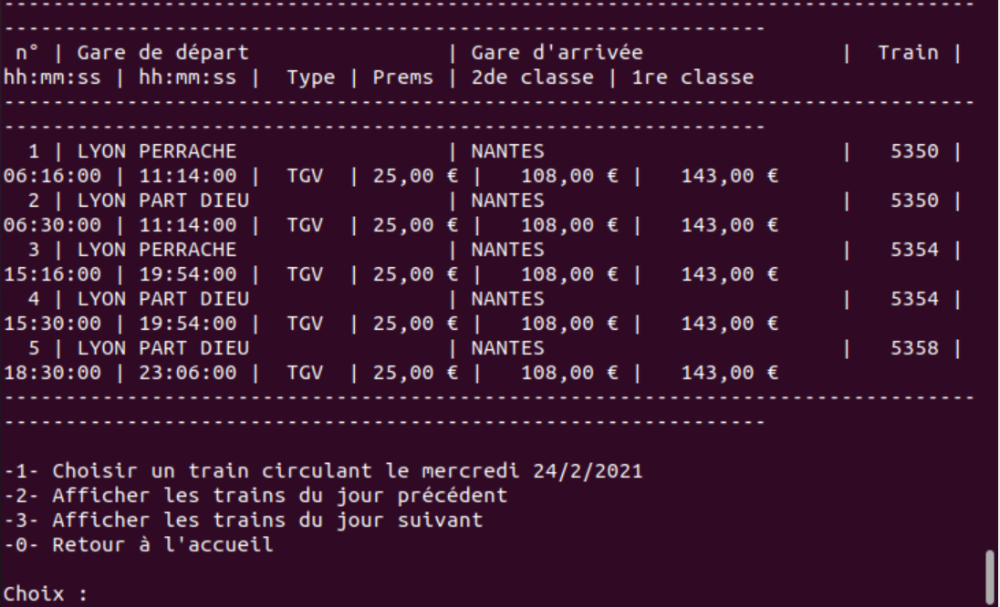 -------------------------------------------------------------------------------
--------------------------------------------------------------
n° | Gare de départ | Gare d'arrivée | Train |
hh:mm:ss | hh:mm:ss | Type | Prems | 2de classe | 1re classe
-------------------------------------------------------------------------------
--------------------------------------------------------------
1 | LYON PERRACHE | NANTES | 5350 |
06:16:00 | 11:14:00 | TGV | 25,00 € | 108,00 € | 143,00 €
2 | LYON PART DIEU | NANTES | 5350 |
06:30:00 | 11:14:00 | TGV | 25,00 € | 108,00 € | 143,00 €
3 | LYON PERRACHE | NANTES | 5354 |
15:16:00 | 19:54:00 | TGV | 25,00 € | 108,00 € | 143,00 €
4 | LYON PART DIEU | NANTES | 5354 |
15:30:00 | 19:54:00 | TGV | 25,00 € | 108,00 € | 143,00 €
5 | LYON PART DIEU | NANTES | 5358 |
18:30:00 | 23:06:00 | TGV | 25,00 € | 108,00 € | 143,00 €
-------------------------------------------------------------------------------
--------------------------------------------------------------
-1- Choisir un train circulant le mercredi 24/2/2021
-2- Afficher les trains du jour précédent
-3- Afficher les trains du jour suivant
-0- Retour à l'accueil
Choix :